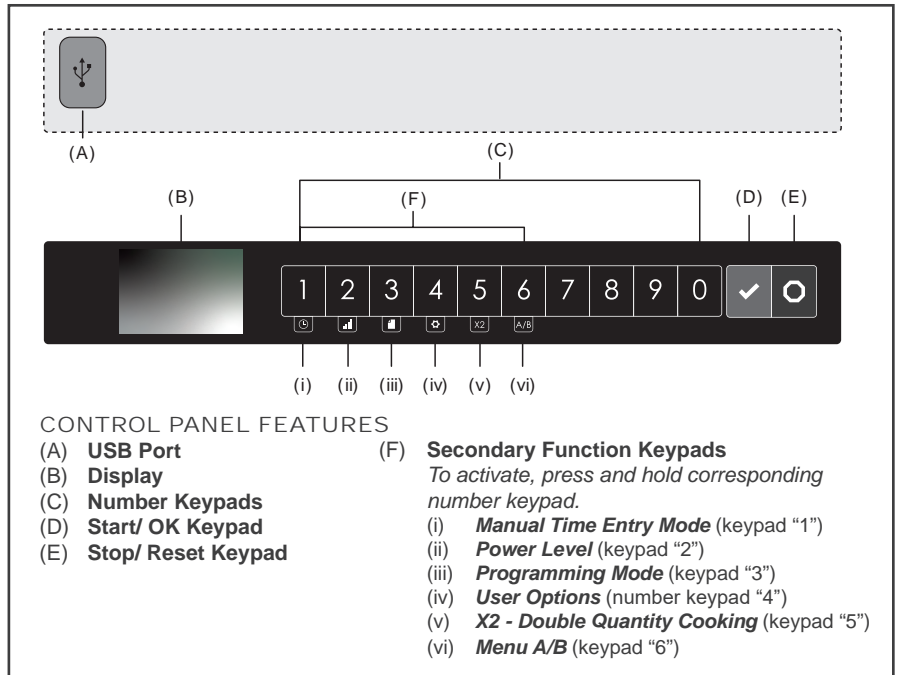 (A)
(C)
(B)
(F)
(D)
(E)
1 2 3 4 5 6 7 8 9 0
X2 A/B
(i) (ii) (iii) (iv) (v) (vi)
CONTROL PANEL FEATURES
(A) USB Port
(B) Display
(C) Number Keypads
(D) Start/ OK Keypad
(E) Stop/ Reset Keypad
(F) Secondary Function Keypads
To activate, press and hold corresponding
number keypad.
(i) Manual Time Entry Mode (keypad “1”)
(ii) Power Level (keypad “2”)
(iii) Programming Mode (keypad “3”)
(iv) User Options (number keypad “4”)
(v) X2 - Double Quantity Cooking (keypad “5”)
(vi) Menu A/B (keypad “6”)